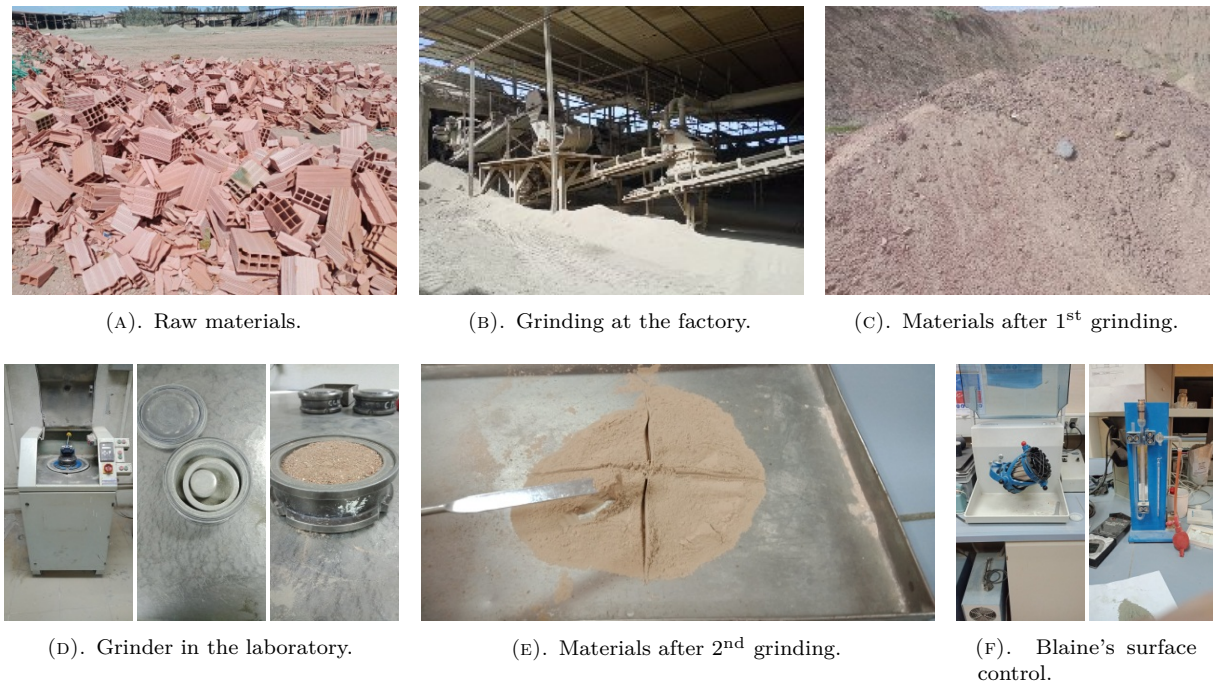 (A). Raw materials.
(B). Grinding at the factory.
(C). Materials after 1st grinding.
(D). Grinder in the laboratory.
(E). Materials after 2nd grinding.
(F). Blaine's surface
control.